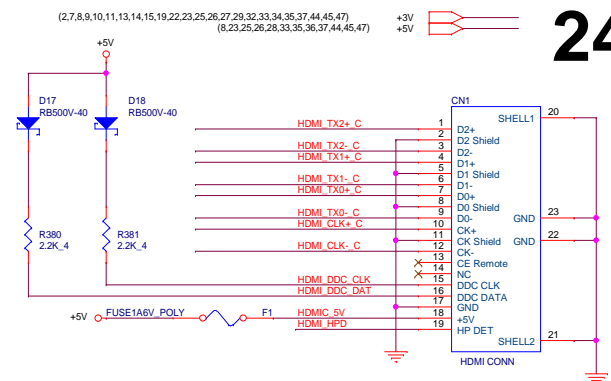 (2,7,8,9,10,11,13,14,15,19,22,23,25,26,27,29,32,33,34,35,37,44,45,47) +3V
(8,23,25,26,28,33,35,36,37,44,45,47) +5V
24
+5V
D17
RB500V-40
D18
RB500V-40
R380
2.2K_4
R381
2.2K_4
CN1
HDMI_TX2+_C 1 D2+
2 D2 Shield
HDMI_TX2-_C 3 D2-
HDMI_TX1+_C 4 D1+
5 D1 Shield
HDMI_TX1-_C 6 D1-
HDMI_TX0+_C 7 D0+
8 D0 Shield
HDMI_TX0-_C 9 D0-
HDMI_CLK+_C 10 CK+
11 CK Shield
HDMI_CLK-_C 12 CK-
13 CE Remote
14 NC
HDMI_DDC_CLK 15 DDC CLK
HDMI_DDC_DAT 16 DDC DATA
17 GND
+5V FUSE1A6V_POLY F1 HDMIC_5V 18 +5V
HDMI_HPD 19 HP DET
SHELL1 20
GND 23
GND 22
SHELL2 21
HDMI CONN